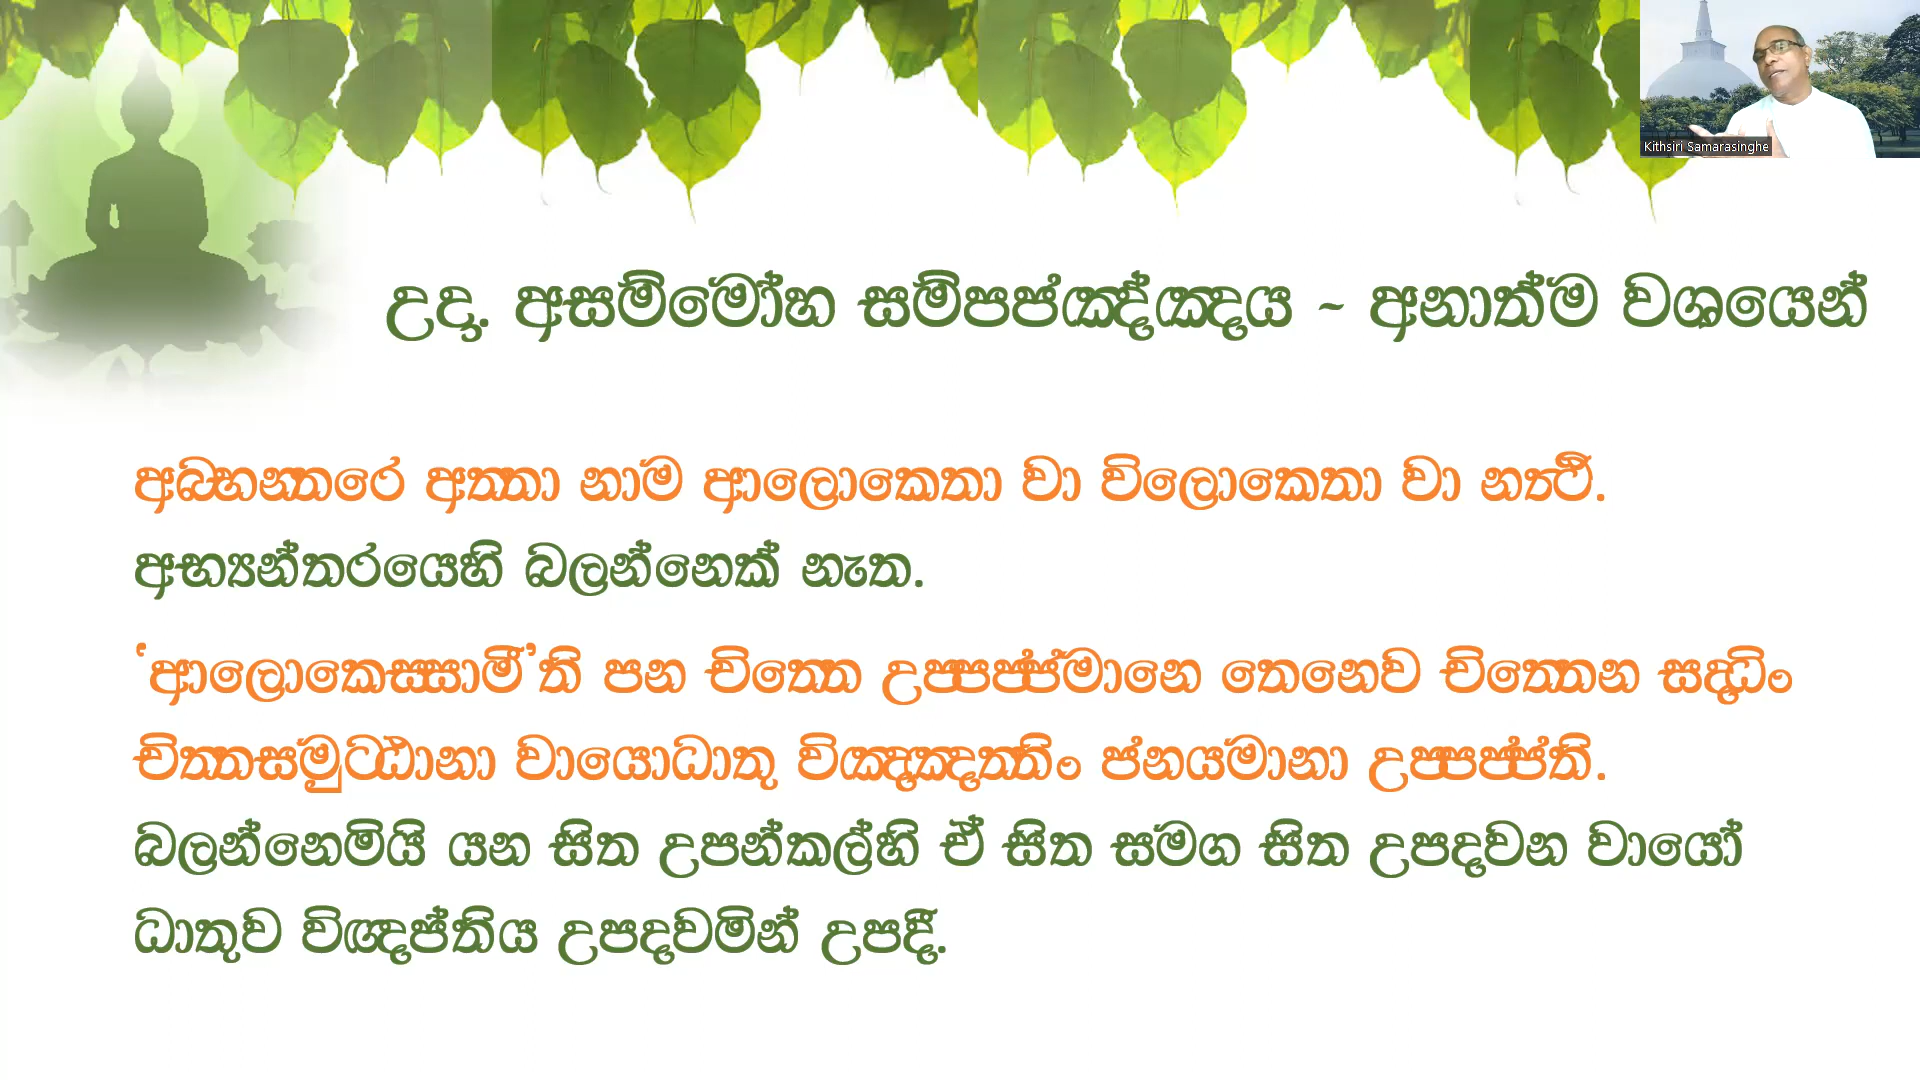 Kithsiri Samarasinghe
උදා. අසම්මෝහ සම්පජඤ්ඤය ~ අනාත්ම වශයෙන්
අබ්භන්තරෙ අත්තා නාම ආලොකෙතා වා විලොකෙතා වා නත්ථි.
අභ්‍යන්තරයෙහි බලන්නෙක් නැත.
‘ආලොකෙස්සාමී’ති පන චිත්තෙ උප්පජ්ජමානෙ තෙනෙව චිත්තෙන සද්ධිං
චිත්තසමුට්ඨානා වායොධාතු විඤ්ඤත්තිං ජනයමානා උප්පජ්ජති.
බලන්නෙමියි යන සිත උපන්කල්හි ඒ සිත සමග සිත උපදවන වායෝ
ධාතුව විඥප්තිය උපදවමින් උපදී.